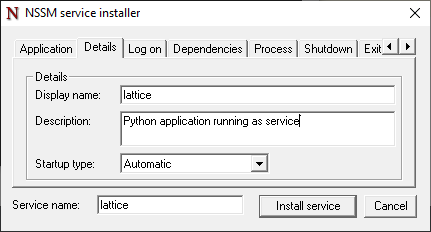 NSSM service installer
Application Details Log on Dependencies Process Shutdown Exit
Details
Display name: lattice
Description: Python application running as service
Startup type: Automatic
Service name: lattice Install service Cancel